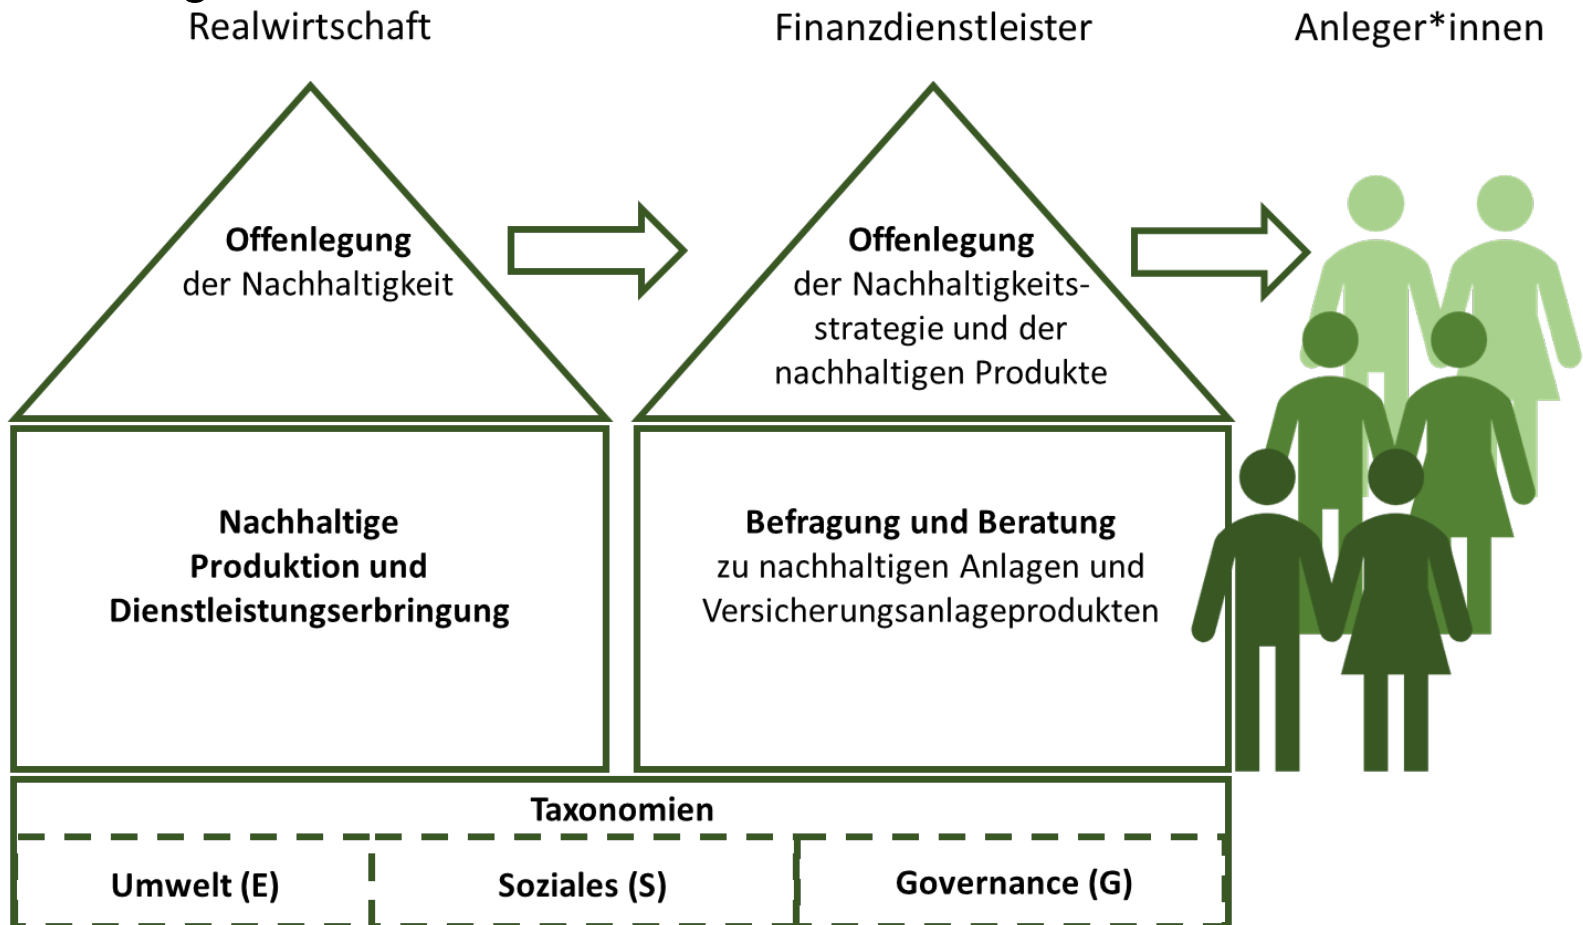 Realwirtschaft
Finanzdienstleister
Anleger*innen
Offenlegung
der Nachhaltigkeit
Offenlegung
der Nachhaltigkeits-
strategie und der
nachhaltigen Produkte
Nachhaltige
Produktion und
Dienstleistungserbringung
Befragung und Beratung
zu nachhaltigen Anlagen und
Versicherungsanlageprodukten
Taxonomien
Umwelt (E)
Soziales (S)
Governance (G)